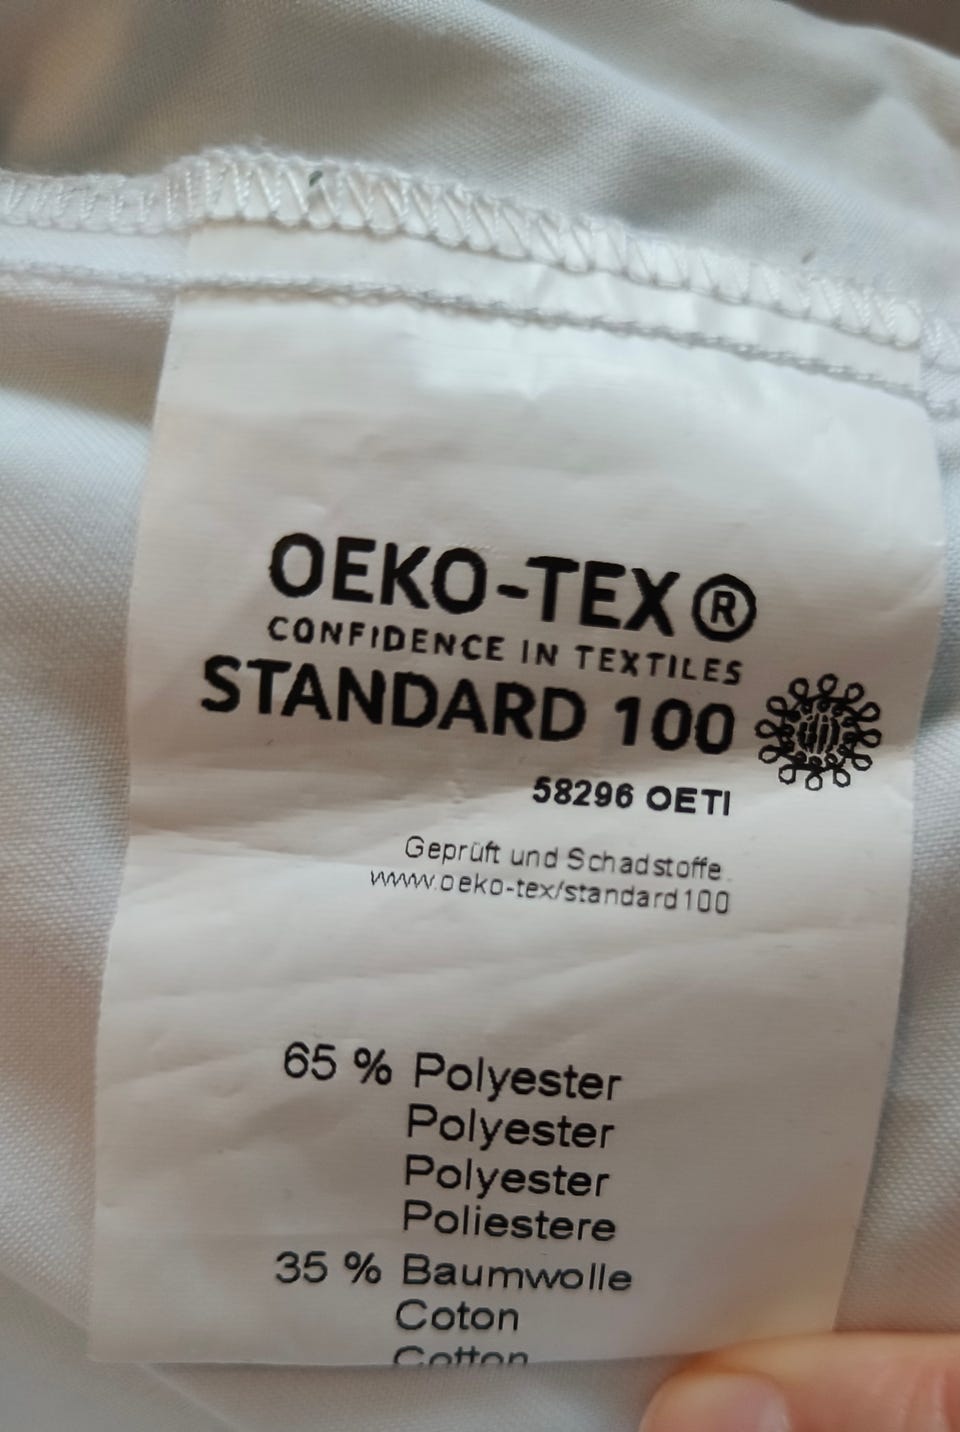 OEKO-TEX®
CONFIDENCE IN TEXTILES
STANDARD 100
58296 OETI
Geprüft und Schadstoffe.
www.oeko-tex/standard100
65 % Polyester
Polyester
Polyester
Poliestere
35 % Baumwolle
Coton
Cotton